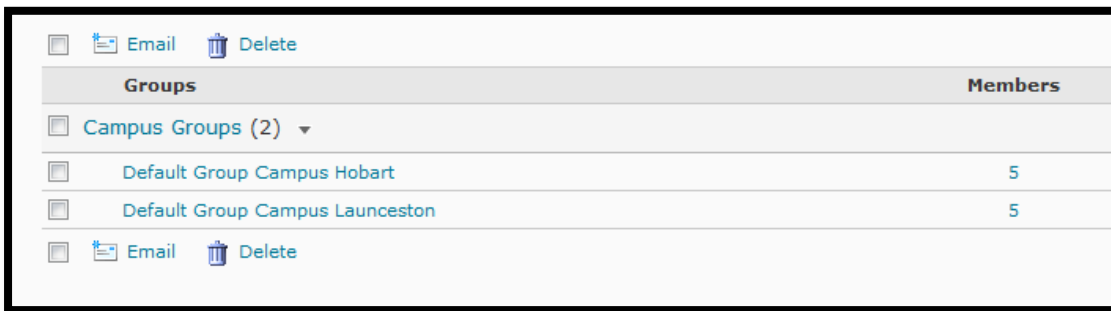 Email Delete
Groups Members
Campus Groups (2)
Default Group Campus Hobart 5
Default Group Campus Launceston 5
Email Delete